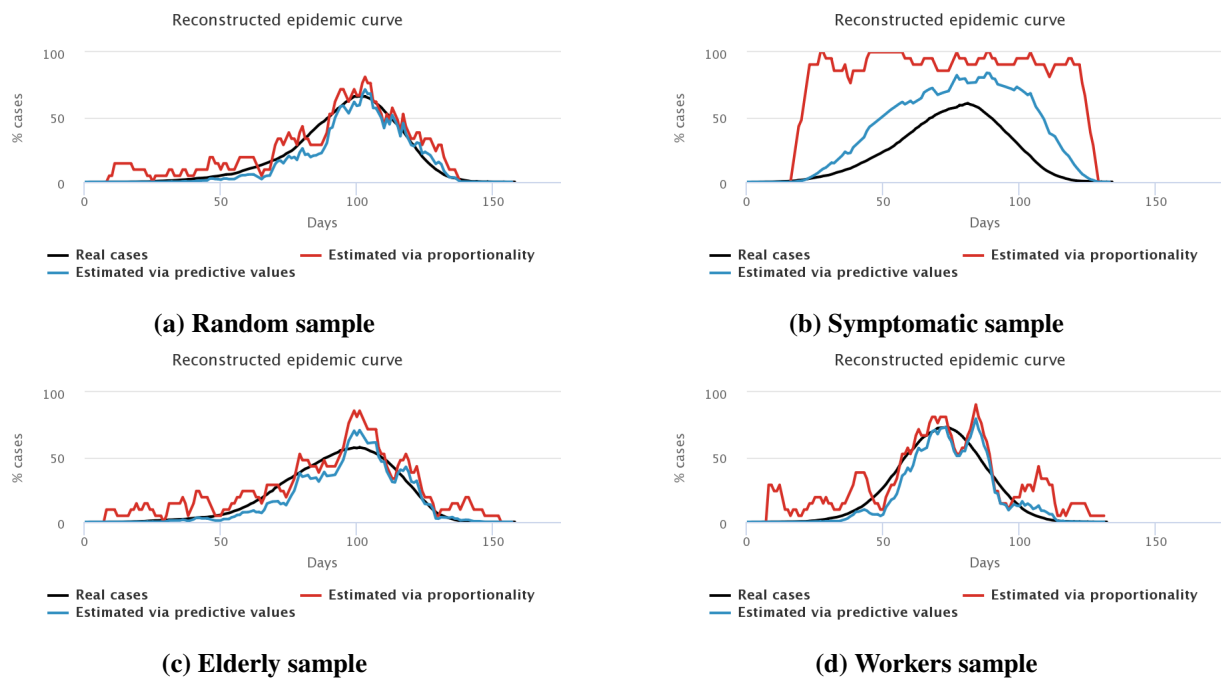 Reconstructed epidemic curve
100
50
0
% cases
0 50 100 150
Days
Real cases Estimated via proportionality
Estimated via predictive values
(a) Random sample
Reconstructed epidemic curve
100
50
0
% cases
0 50 100 150
Days
Real cases Estimated via proportionality
Estimated via predictive values
(b) Symptomatic sample
Reconstructed epidemic curve
100
50
0
% cases
0 50 100 150
Days
Real cases Estimated via proportionality
Estimated via predictive values
(c) Elderly sample
Reconstructed epidemic curve
100
50
0
% cases
0 50 100 150
Days
Real cases Estimated via proportionality
Estimated via predictive values
(d) Workers sample